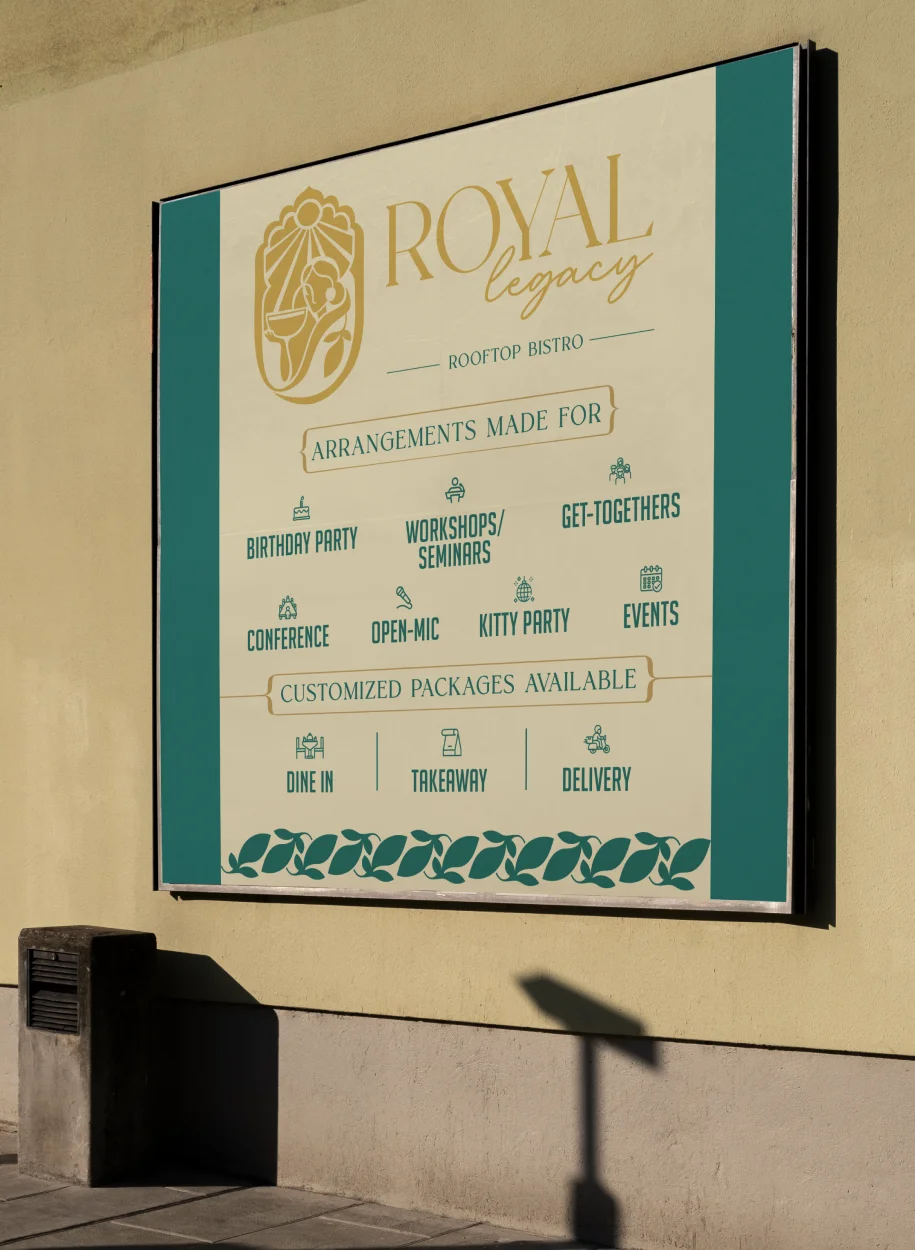 ROYAL
legacy
ROOFTOP BISTRO
ARRANGEMENTS MADE FOR
BIRTHDAY PARTY
WORKSHOPS/
SEMINARS
GET-TOGETHERS
CONFERENCE
OPEN-MIC
KITTY PARTY
EVENTS
CUSTOMIZED PACKAGES AVAILABLE
DINE IN
TAKEAWAY
DELIVERY